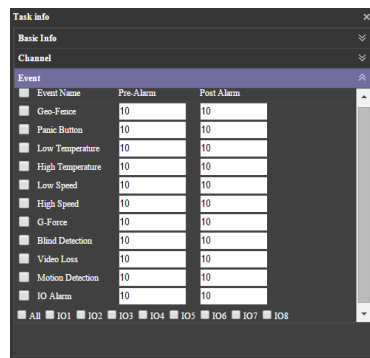 Task info ×
Basic Info
Channel
Event
Event Name Pre-Alarm Post Alarm
Geo-Fence 10 10
Panic Button 10 10
Low Temperature 10 10
High Temperature 10 10
Low Speed 10 10
High Speed 10 10
G-Force 10 10
Blind Detection 10 10
Video Loss 10 10
Motion Detection 10 10
IO Alarm 10 10
All IO1 IO2 IO3 IO4 IO5 IO6 IO7 IO8